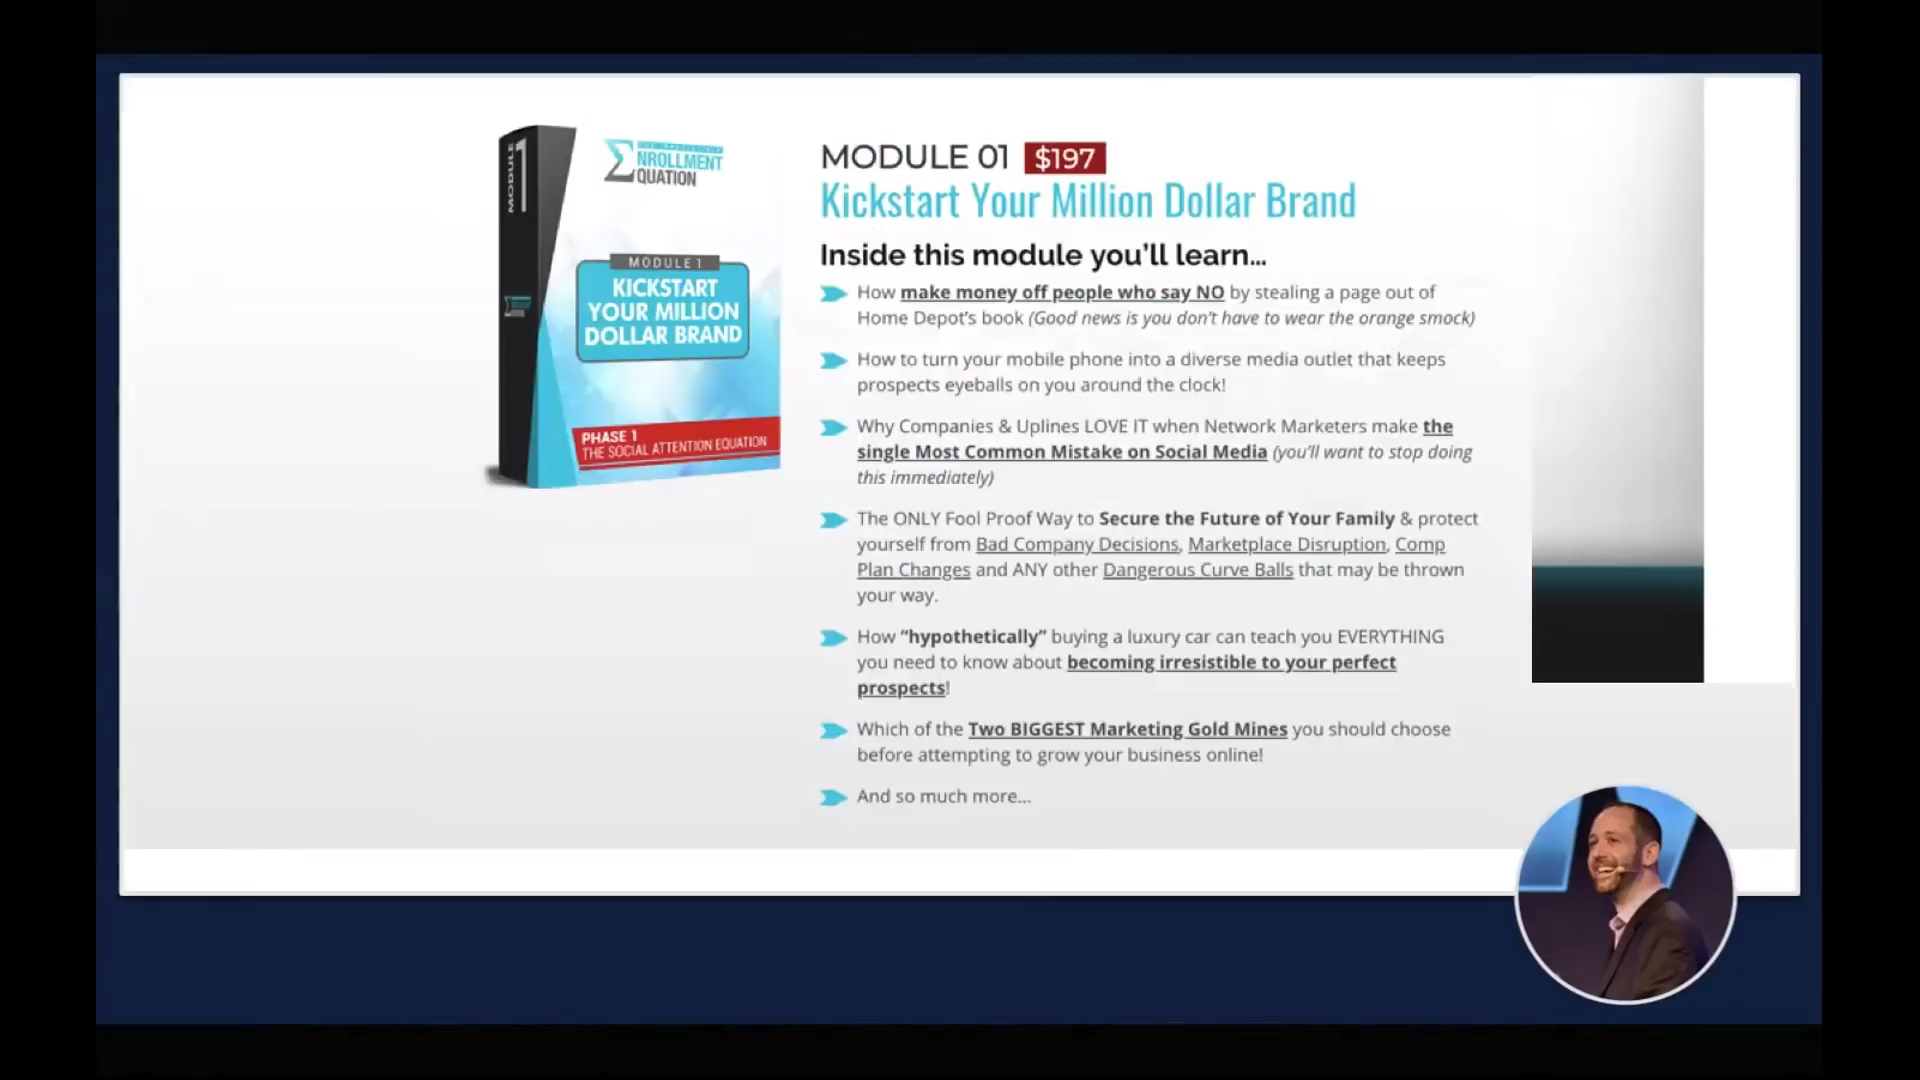 MODULE 1
NROLLMENT
QUATION
MODULE 1
KICKSTART
YOUR MILLION
DOLLAR BRAND
PHASE 1
THE SOCIAL ATTENTION EQUATION
MODULE 01 $197
Kickstart Your Million Dollar Brand
Inside this module you’ll learn...
How make money off people who say NO by stealing a page out of
Home Depot’s book (Good news is you don’t have to wear the orange smock)
How to turn your mobile phone into a diverse media outlet that keeps
prospects eyeballs on you around the clock!
Why Companies & Uplines LOVE IT when Network Marketers make the
single Most Common Mistake on Social Media (you’ll want to stop doing
this immediately)
The ONLY Fool Proof Way to Secure the Future of Your Family & protect
yourself from Bad Company Decisions, Marketplace Disruption, Comp
Plan Changes and ANY other Dangerous Curve Balls that may be thrown
your way.
How “hypothetically” buying a luxury car can teach you EVERYTHING
you need to know about becoming irresistible to your perfect
prospects!
Which of the Two BIGGEST Marketing Gold Mines you should choose
before attempting to grow your business online!
And so much more...